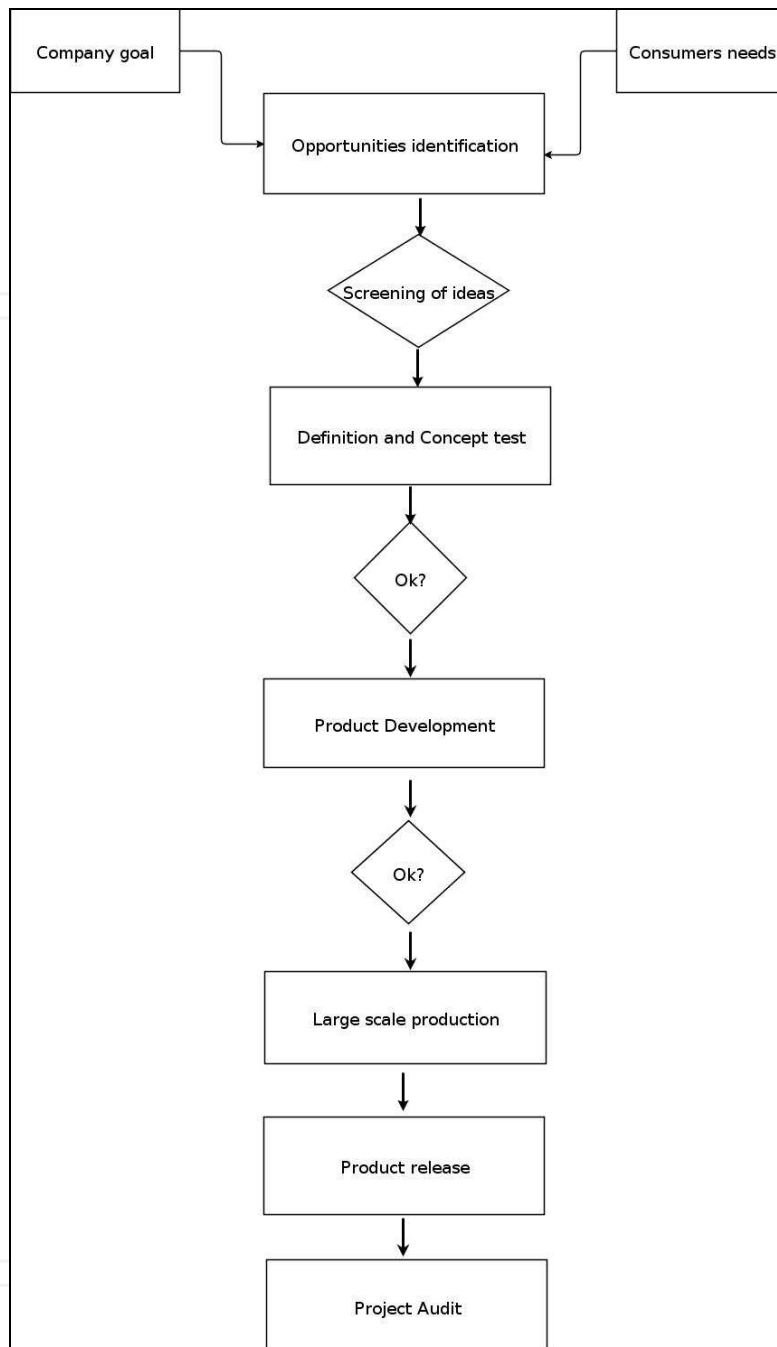 Company goal
Consumers needs
Opportunities identification
Screening of ideas
Definition and Concept test
Ok?
Product Development
Ok?
Large scale production
Product release
Project Audit